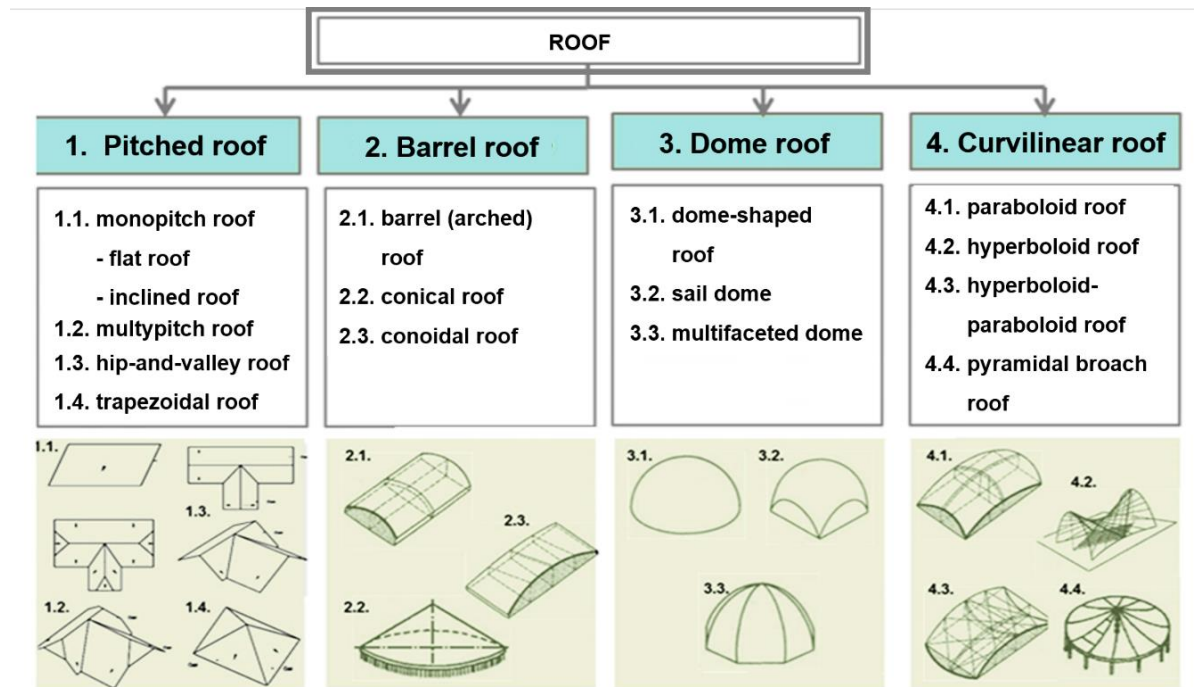 ROOF
1. Pitched roof
2. Barrel roof
3. Dome roof
4. Curvilinear roof
1.1. monopitch roof
- flat roof
- inclined roof
1.2. multypitch roof
1.3. hip-and-valley roof
1.4. trapezoidal roof
2.1. barrel (arched)
roof
2.2. conical roof
2.3. conoidal roof
3.1. dome-shaped
roof
3.2. sail dome
3.3. multifaceted dome
4.1. paraboloid roof
4.2. hyperboloid roof
4.3. hyperboloid-
paraboloid roof
4.4. pyramidal broach
roof
1.1.
1.3.
1.2.
1.4.
2.1.
2.3.
2.2.
3.1.
3.2.
3.3.
4.1.
4.2.
4.3.
4.4.